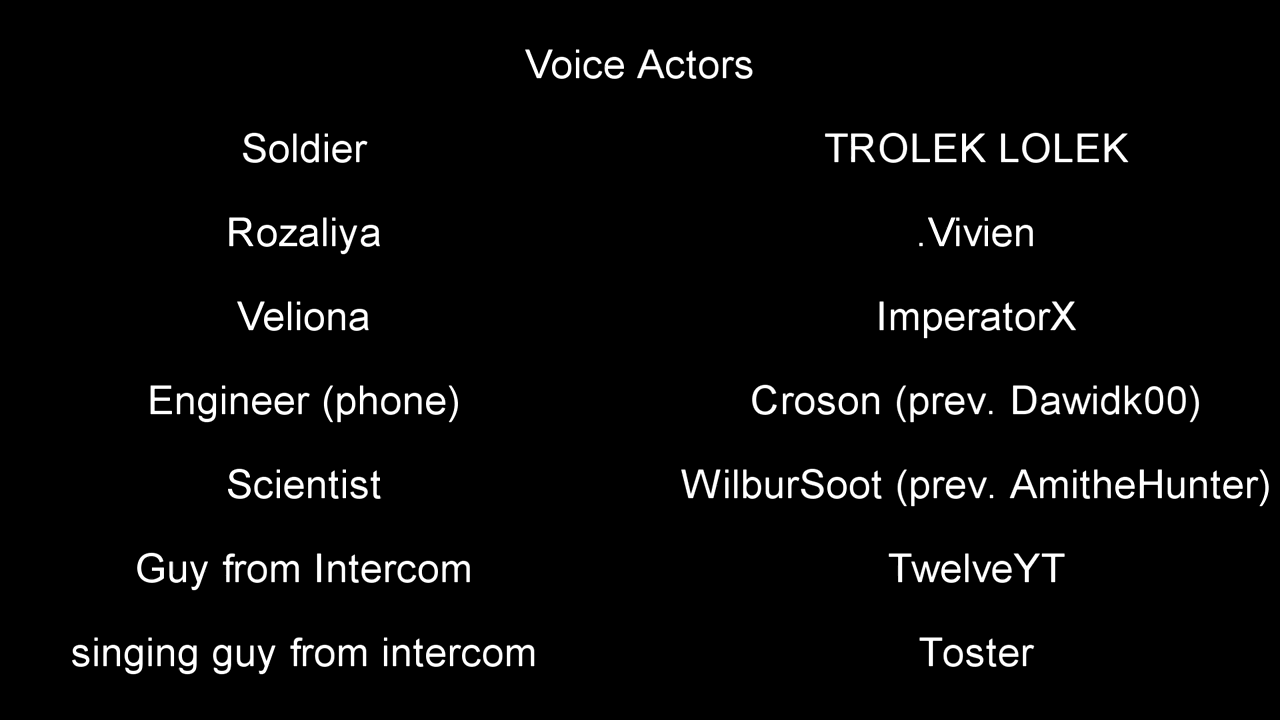 Voice Actors
Soldier TROLEK LOLEK
Rozaliya .Vivien
Veliona ImperatorX
Engineer (phone) Croson (prev. Dawidk00)
Scientist WilburSoot (prev. AmitheHunter)
Guy from Intercom TwelveYT
singing guy from intercom Toster